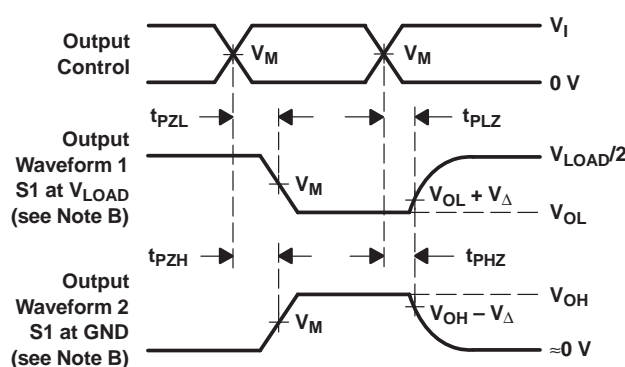 Output
Control
V_I
V_M
V_M
0 V
t_PZL
t_PLZ
Output
Waveform 1
S1 at V_LOAD
(see Note B)
V_LOAD/2
V_M
V_OL + V_Δ
V_OL
t_PZH
t_PHZ
Output
Waveform 2
S1 at GND
(see Note B)
V_OH
V_M
V_OH – V_Δ
≈0 V